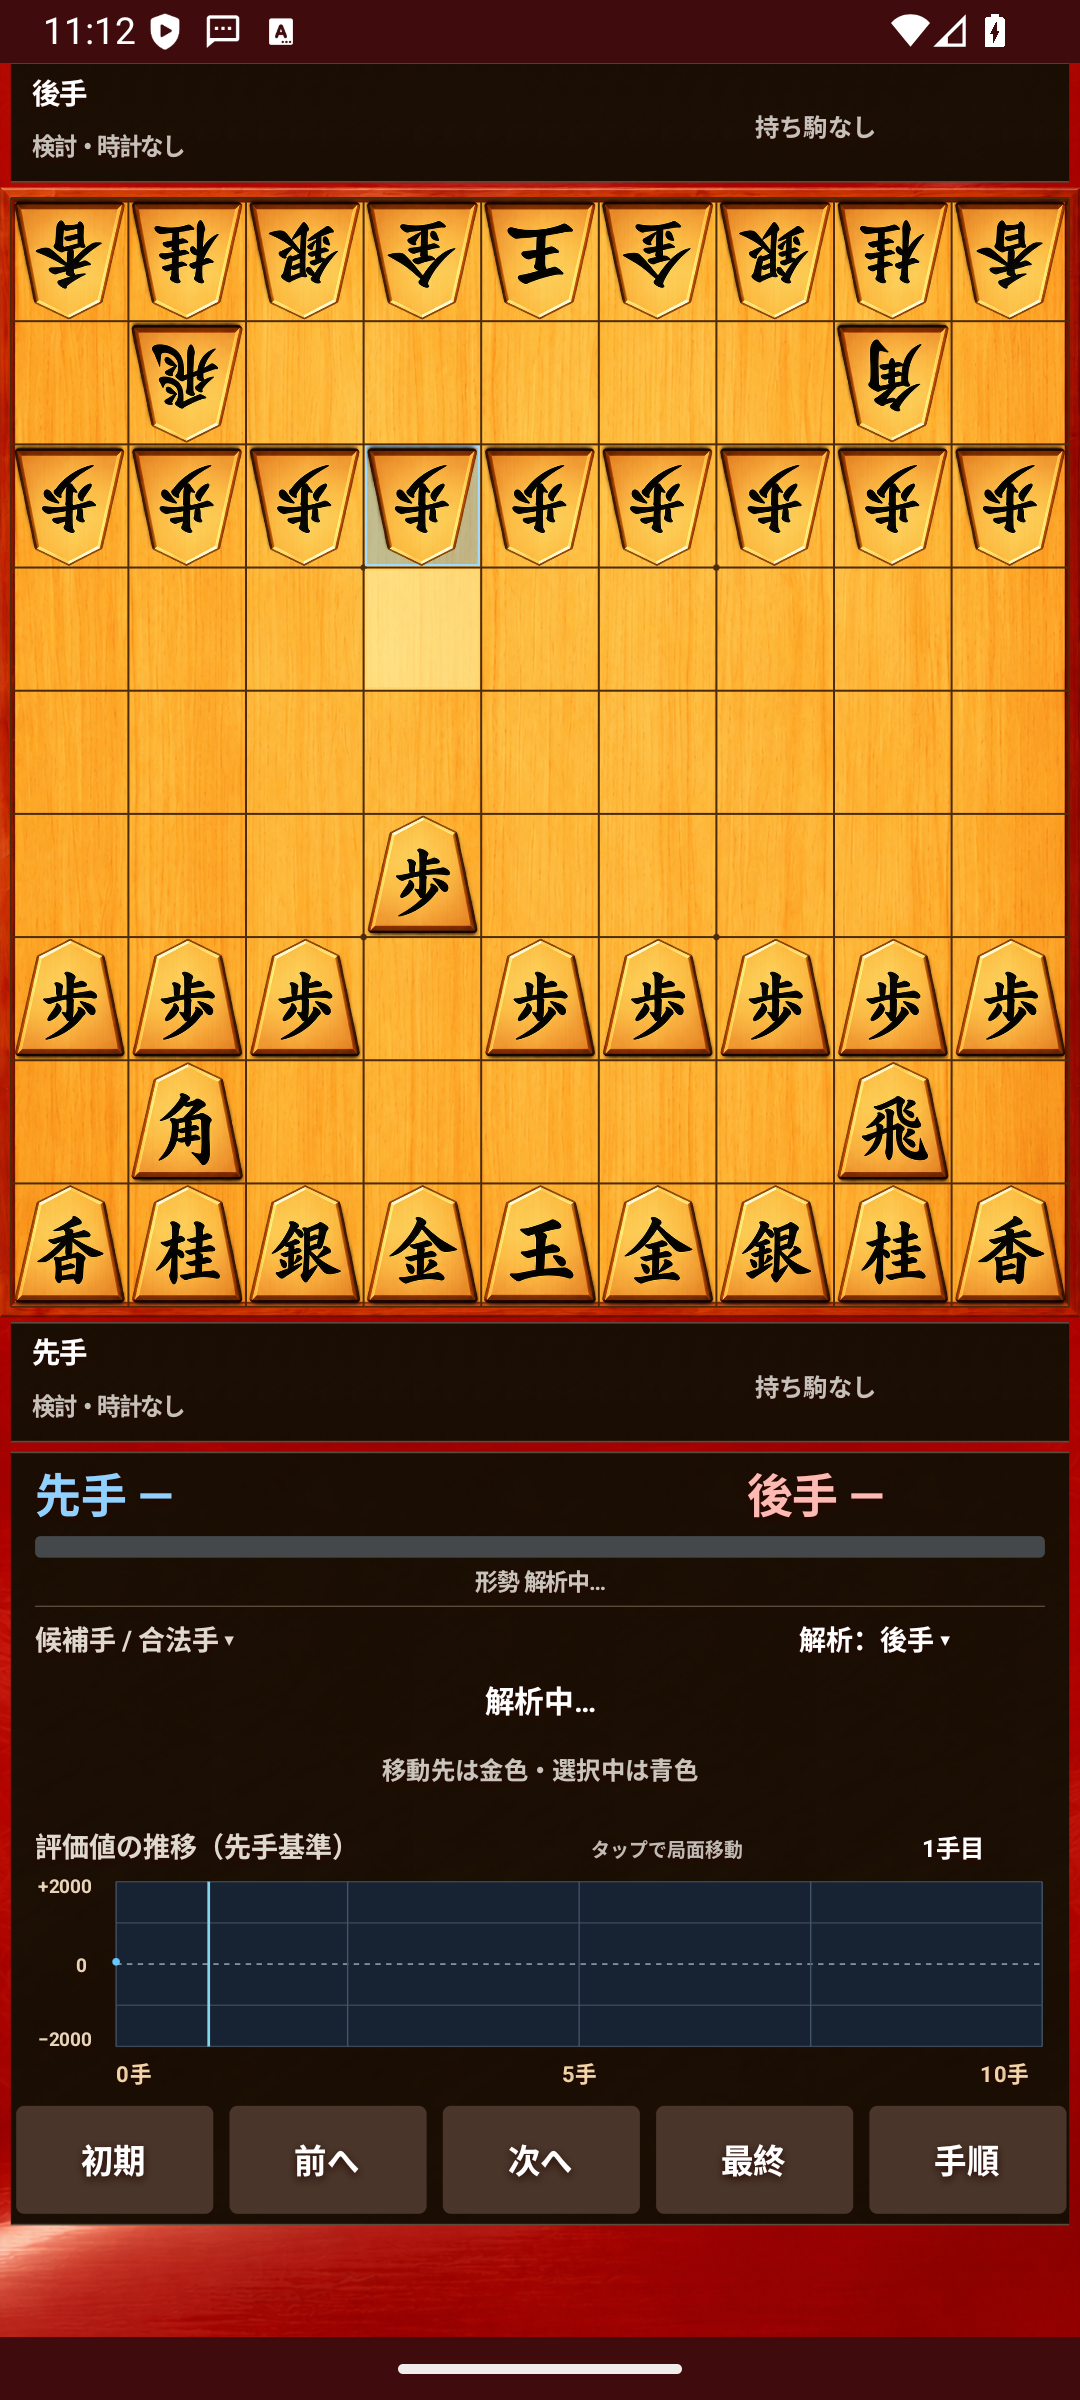 11:12
後手
検討・時計なし
持ち駒なし
香桂銀金王金銀桂香
飛角
歩歩歩歩歩歩歩歩歩
歩
歩歩歩歩歩歩歩歩
角飛
香桂銀金玉金銀桂香
先手
検討・時計なし
持ち駒なし
先手 −
後手 −
形勢 解析中...
候補手 / 合法手 ▾
解析：後手 ▾
解析中...
移動先は金色・選択中は青色
評価値の推移（先手基準）
タップで局面移動
1手目
+2000
0
−2000
0手
5手
10手
初期
前へ
次へ
最終
手順